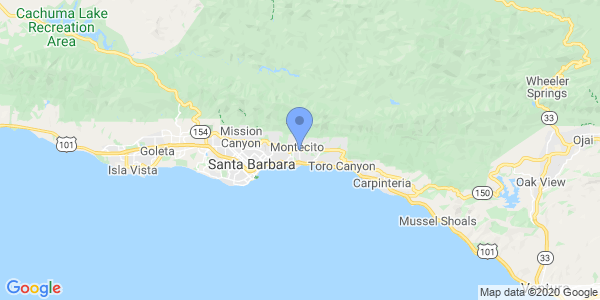 Cachuma Lake
Recreation
Area
Wheeler
Springs
33
154
Mission
Canyon
101
Goleta
Montecito
Ojai
Santa Barbara
Toro Canyon
Isla Vista
Carpinteria
150
Oak View
Mussel Shoals
101
33
Ventura
Google
Map data ©2020 Google